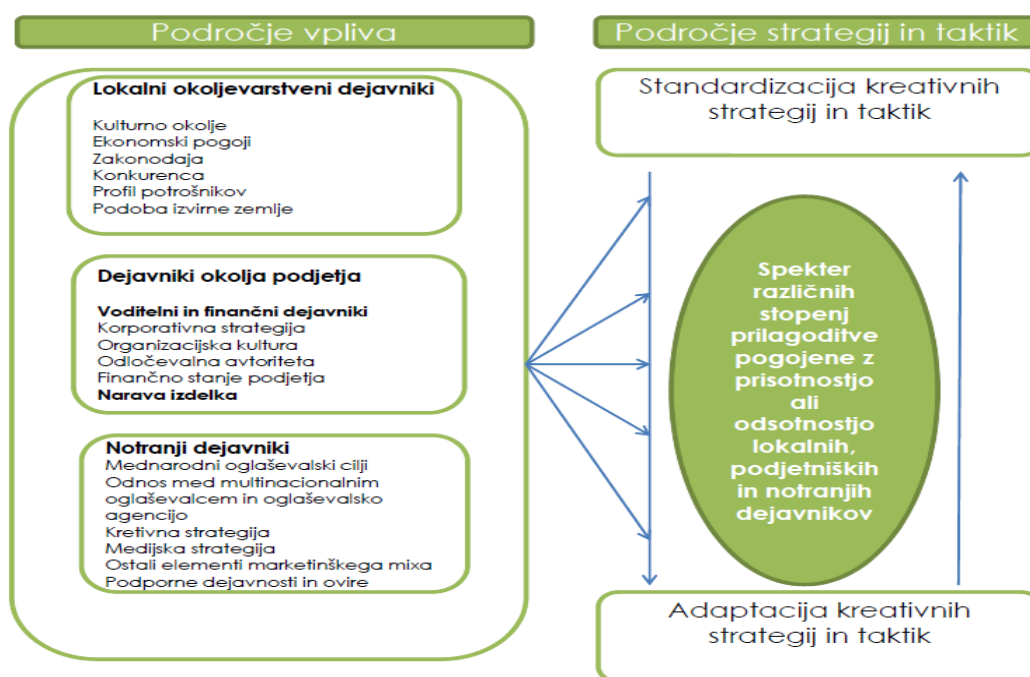 Področje vpliva
Lokalni okoljevarstveni dejavniki
Kulturno okolje
Ekonomski pogoji
Zakonodaja
Konkurenca
Profil potrošnikov
Podoba izvirne zemlje
Dejavniki okolja podjetja
Voditelni in finančni dejavniki
Korporativna strategija
Organizacijska kultura
Odločevalna avtoriteta
Finančno stanje podjetja
Narava izdelka
Notranji dejavniki
Mednarodni oglaševalski cilji
Odnos med multinacionalnim
oglaševalcem in oglaševalsko
agencijo
Kretivna strategija
Medijska strategija
Ostali elementi marketinškega mixa
Podporne dejavnosti in ovire
Področje strategij in taktik
Standardizacija kreativnih
strategij in taktik
Spekter
različnih
stopenj
prilagoditve
pogojene z
prisotnostjo
ali
odsotnostjo
lokalnih,
podjetniških
in notranjih
dejavnikov
Adaptacija kreativnih
strategij in taktik